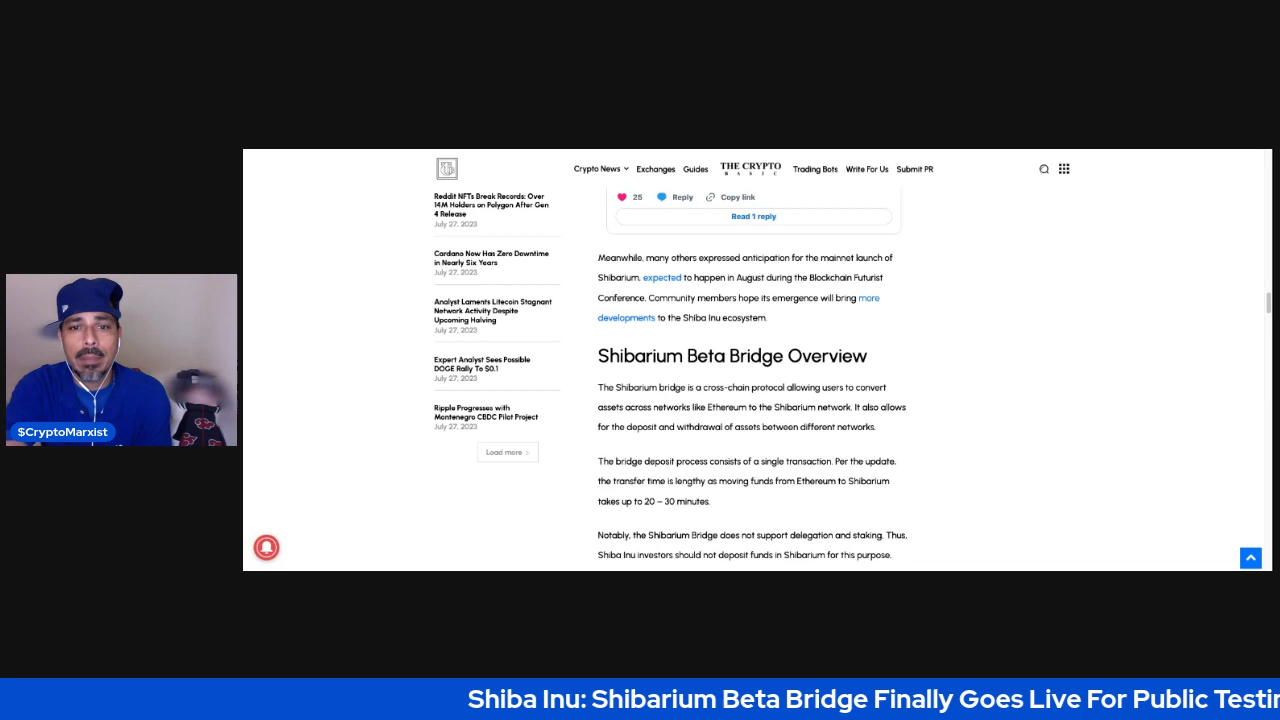 Crypto News
Exchanges
Guides
THE CRYPTO
BASIC
Trading Bots
Write For Us
Submit PR
Reddit NFTs Break Records: Over
14M Holders on Polygon After Gen
4 Release
July 27, 2023
Cardano Now Has Zero Downtime
in Nearly Six Years
July 27, 2023
Analyst Laments Litecoin Stagnant
Network Activity Despite
Upcoming Halving
July 27, 2023
Expert Analyst Sees Possible
DOGE Rally To $0.1
July 27, 2023
Ripple Progresses with
Montenegro CBDC Pilot Project
July 27, 2023
Load more
25 Reply Copy link
Read 1 reply
Meanwhile, many others expressed anticipation for the mainnet launch of
Shibarium, expected to happen in August during the Blockchain Futurist
Conference. Community members hope its emergence will bring more
developments to the Shiba Inu ecosystem.
Shibarium Beta Bridge Overview
The Shibarium bridge is a cross-chain protocol allowing users to convert
assets across networks like Ethereum to the Shibarium network. It also allows
for the deposit and withdrawal of assets between different networks.
The bridge deposit process consists of a single transaction. Per the update,
the transfer time is lengthy as moving funds from Ethereum to Shibarium
takes up to 20 – 30 minutes.
Notably, the Shibarium Bridge does not support delegation and staking. Thus,
Shiba Inu investors should not deposit funds in Shibarium for this purpose.
$CryptoMarxist
Shiba Inu: Shibarium Beta Bridge Finally Goes Live For Public Testin